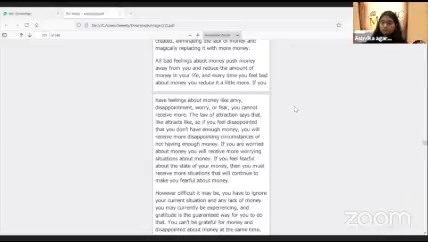 created, eliminating the lack of money and
magically replacing it with more money.
All bad feelings about money push money
away from you and reduce the amount of
money in your life, and every time you feel bad
about money you reduce it a little more. If you
have feelings about money like envy,
disappointment, worry, or fear, you cannot
receive more. The law of attraction says that
like attracts like, so if you feel disappointed
that you don't have enough money, you will
receive more disappointing circumstances of
not having enough money. If you are worried
about money you will receive more worrying
situations about money. If you feel fearful
about the state of your money, then you must
receive more situations that will continue to
make you fearful about money.
However difficult it may be, you have to ignore
your current situation and any lack of money
you may currently be experiencing, and
gratitude is the guaranteed way for you to do
that. You can't be grateful for money and
disappointed about money at the same time.
zoom